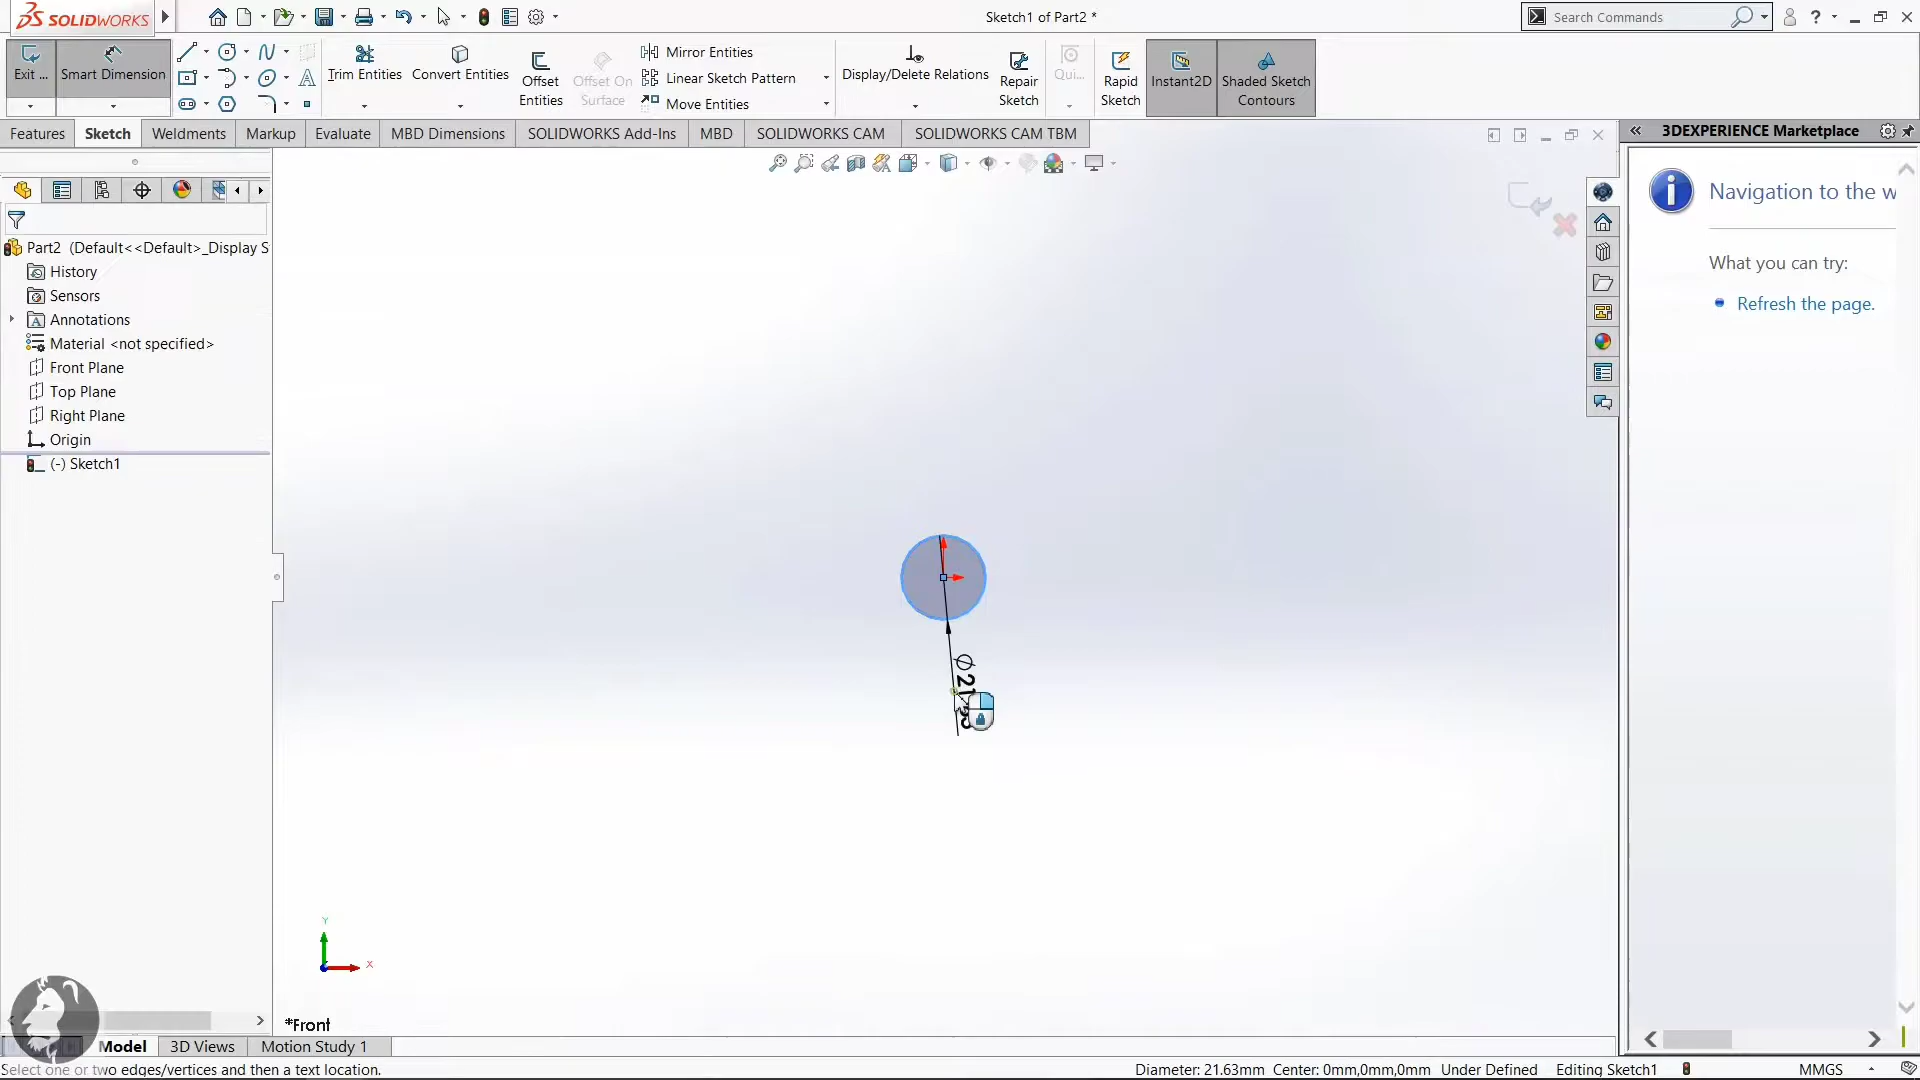 SOLIDWORKS
Sketch1 of Part2 *
Search Commands
?
Exit ...
Smart Dimension
Trim Entities
Convert Entities
Offset
Entities
Offset On
Surface
Mirror Entities
Linear Sketch Pattern
Move Entities
Display/Delete Relations
Repair
Sketch
Qui...
Rapid
Sketch
Instant2D
Shaded Sketch
Contours
Features
Sketch
Weldments
Markup
Evaluate
MBD Dimensions
SOLIDWORKS Add-Ins
MBD
SOLIDWORKS CAM
SOLIDWORKS CAM TBM
3DEXPERIENCE Marketplace
Navigation to the w
What you can try:
Refresh the page.
Part2 (Default<<Default>_Display S
History
Sensors
Annotations
Material <not specified>
Front Plane
Top Plane
Right Plane
Origin
(-) Sketch1
Y
X
*Front
Model
3D Views
Motion Study 1
Select one or two edges/vertices and then a text location.
Diameter: 21.63mm Center: 0mm,0mm,0mm
Under Defined
Editing Sketch1
MMGS